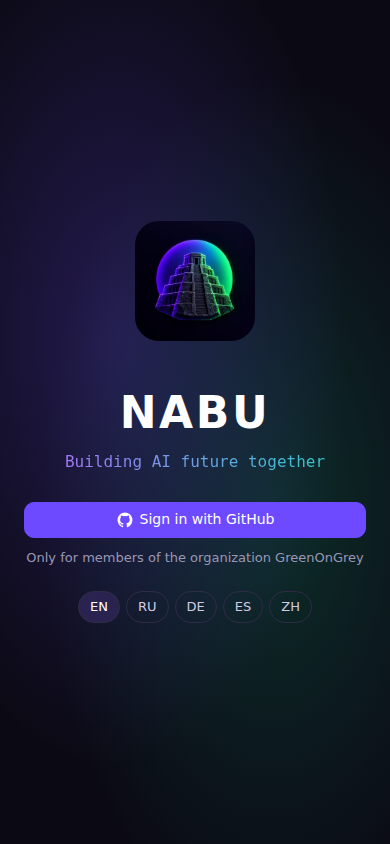 NABU
Building AI future together
Sign in with GitHub
Only for members of the organization GreenOnGrey
EN RU DE ES ZH